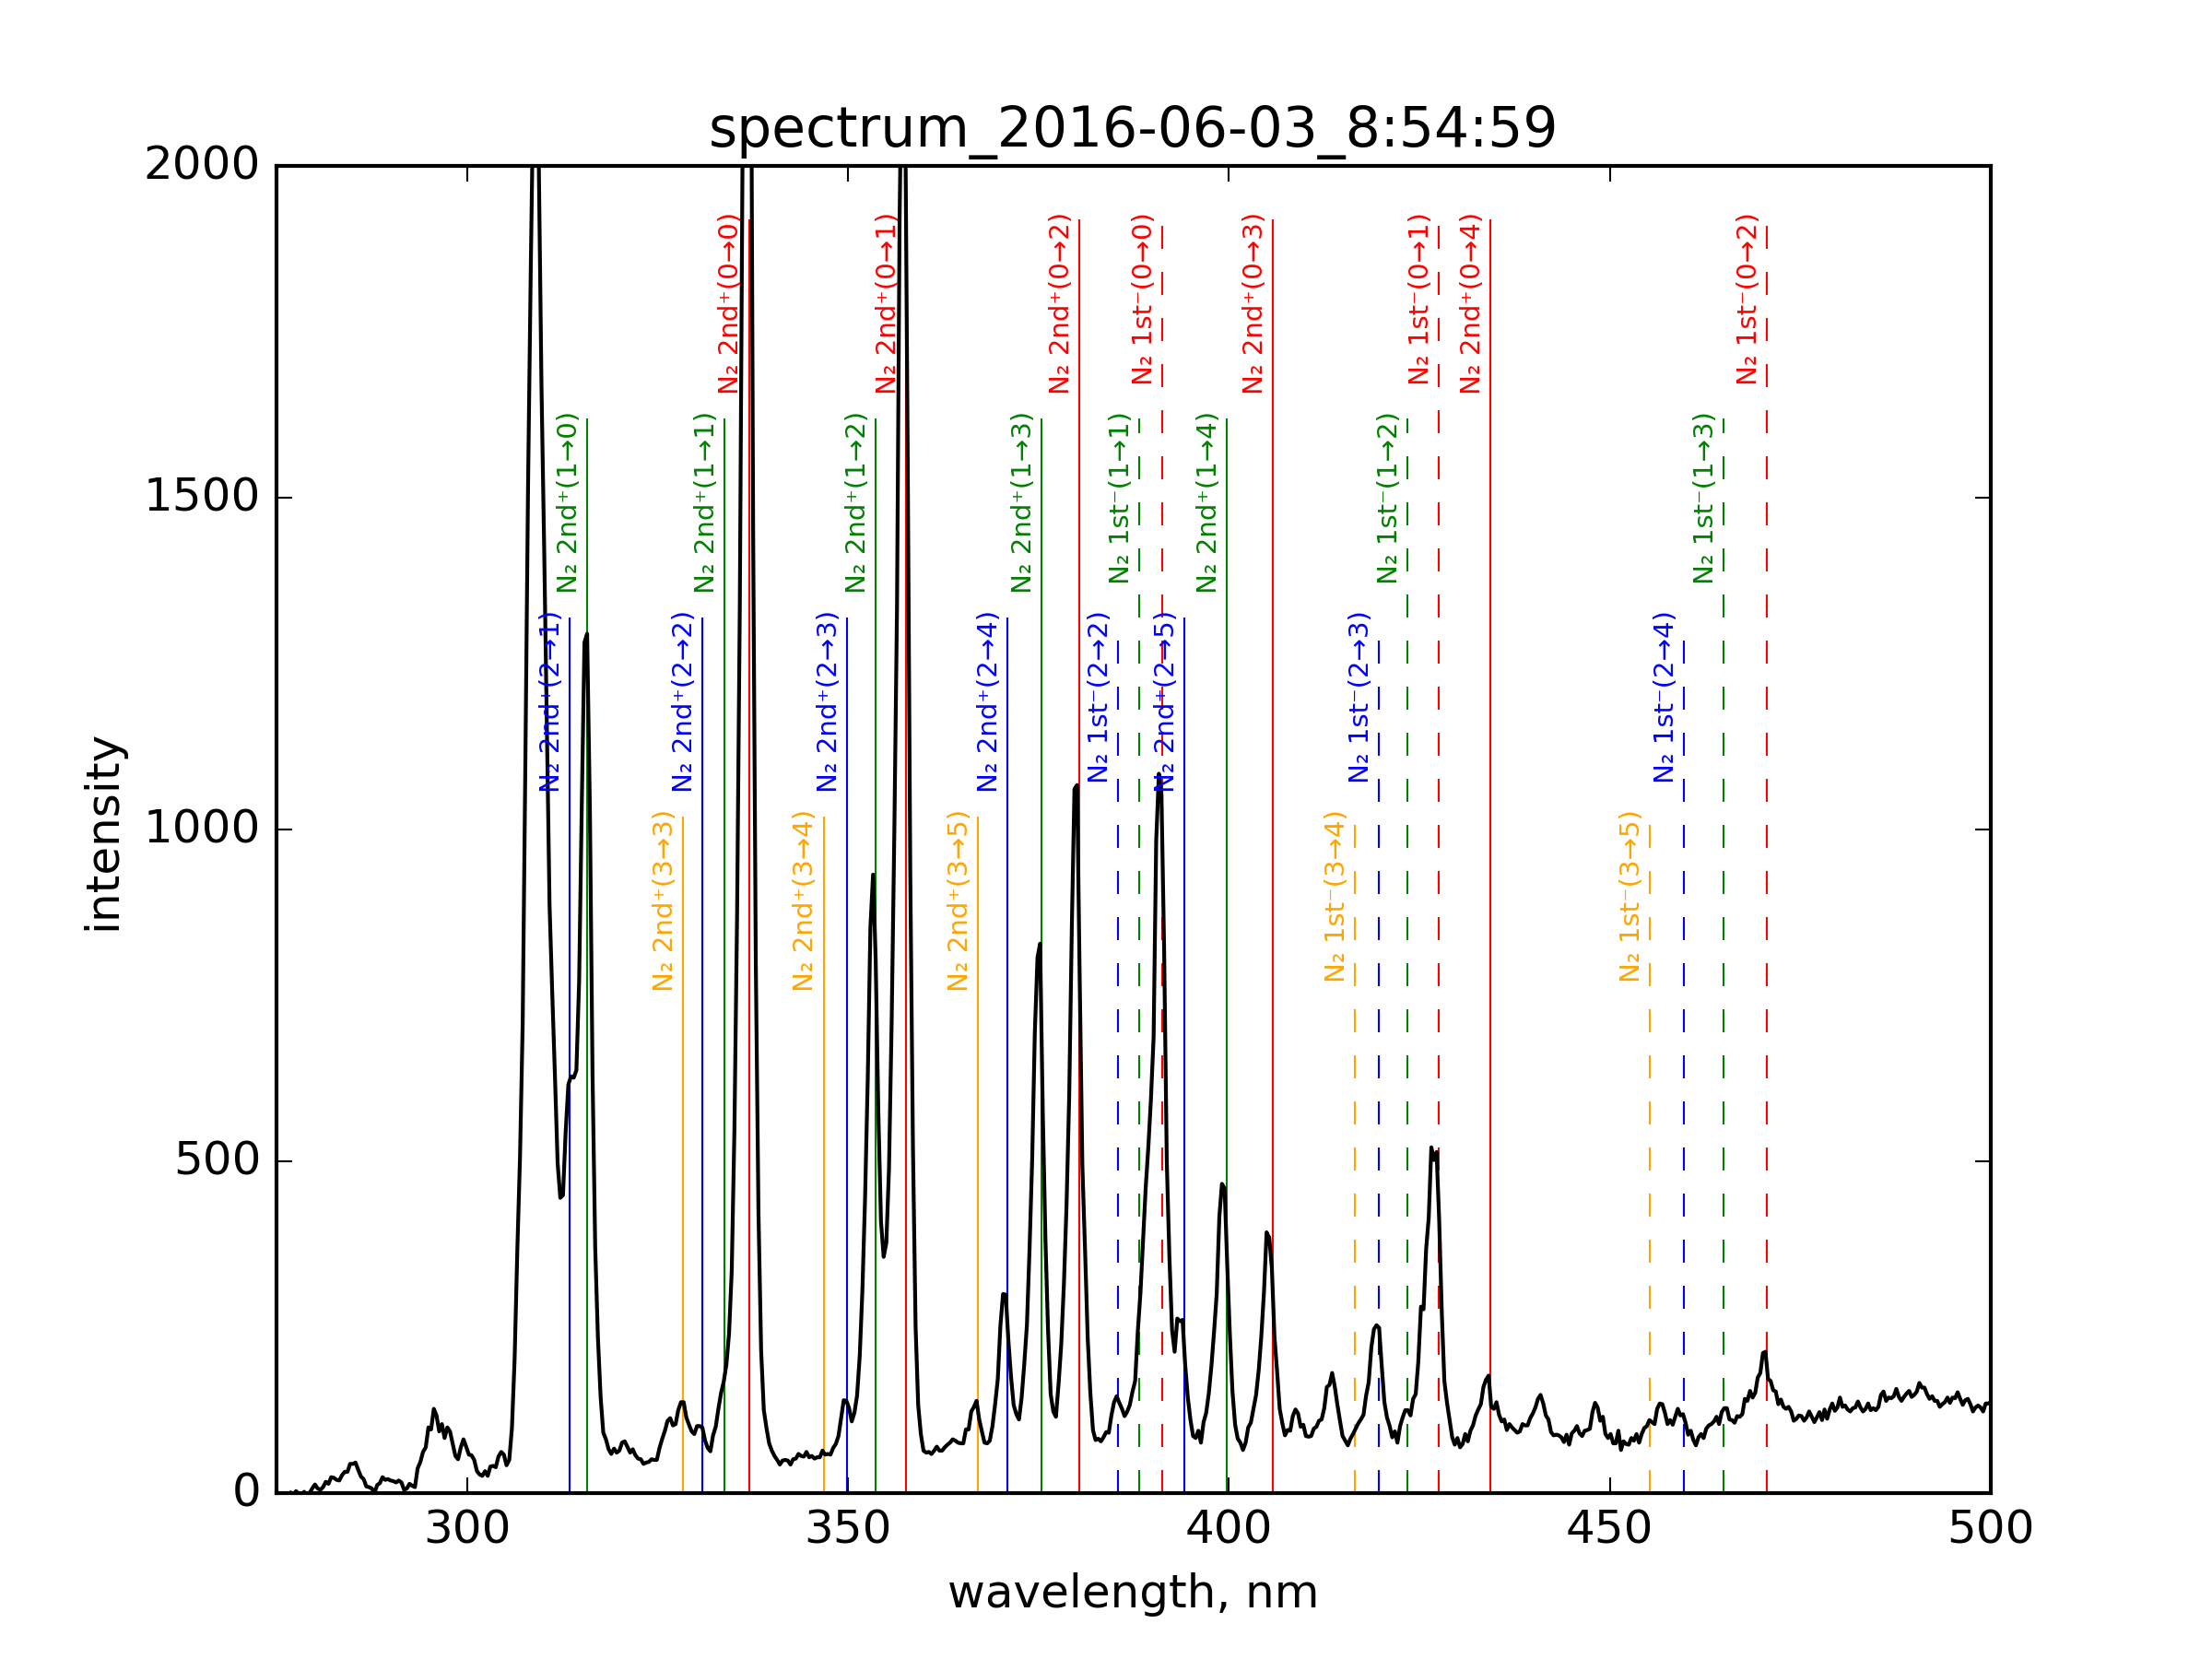 spectrum_2016-06-03_8:54:59
2000
1500
1000
500
0
intensity
N₂ 2nd⁺(0→0)
N₂ 2nd⁺(0→1)
N₂ 2nd⁺(0→2)
N₂ 1st⁻(0→0)
N₂ 2nd⁺(0→3)
N₂ 1st⁻(0→1)
N₂ 2nd⁺(0→4)
N₂ 1st⁻(0→2)
N₂ 2nd⁺(1→0)
N₂ 2nd⁺(1→1)
N₂ 2nd⁺(1→2)
N₂ 2nd⁺(1→3)
N₂ 1st⁻(1→1)
N₂ 2nd⁺(1→4)
N₂ 1st⁻(1→2)
N₂ 1st⁻(1→3)
N₂ 2nd⁺(2→1)
N₂ 2nd⁺(2→2)
N₂ 2nd⁺(2→3)
N₂ 2nd⁺(2→4)
N₂ 1st⁻(2→2)
N₂ 2nd⁺(2→5)
N₂ 1st⁻(2→3)
N₂ 1st⁻(2→4)
N₂ 2nd⁺(3→3)
N₂ 2nd⁺(3→4)
N₂ 2nd⁺(3→5)
N₂ 1st⁻(3→4)
N₂ 1st⁻(3→5)
300
350
400
450
500
wavelength, nm